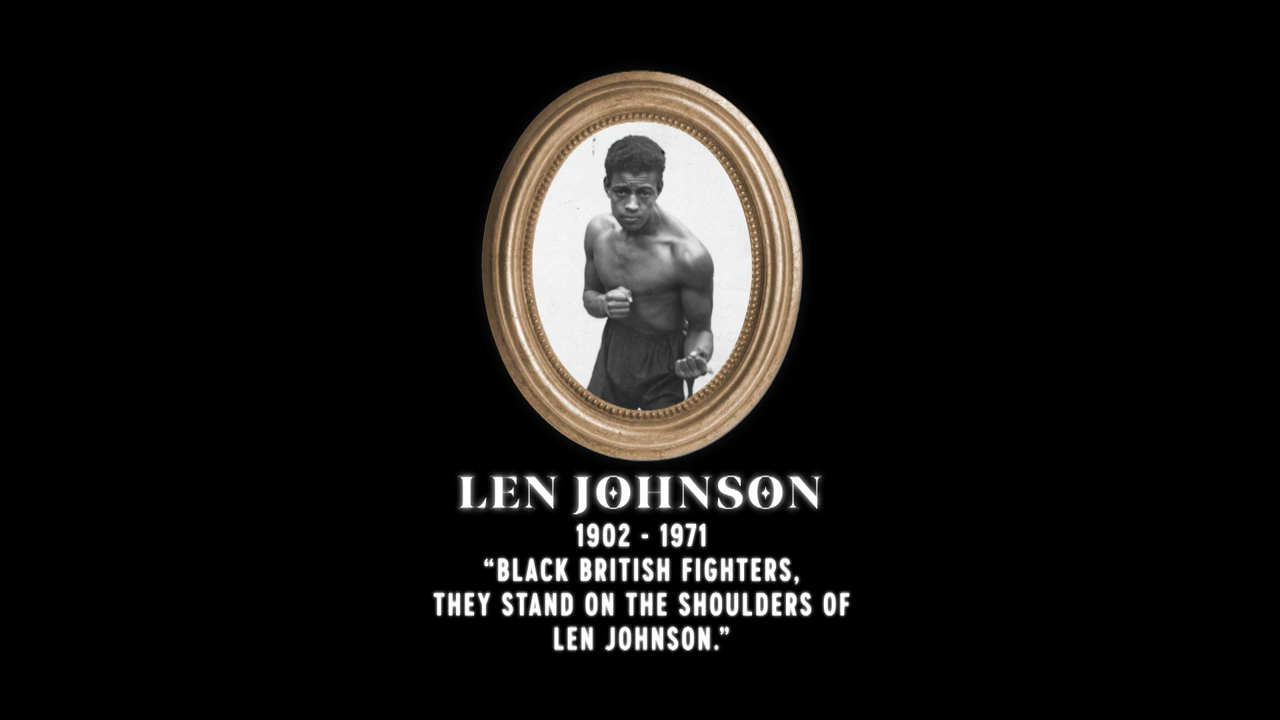 LEN JOHNSON
1902 - 1971
“BLACK BRITISH FIGHTERS,
THEY STAND ON THE SHOULDERS OF
LEN JOHNSON.”